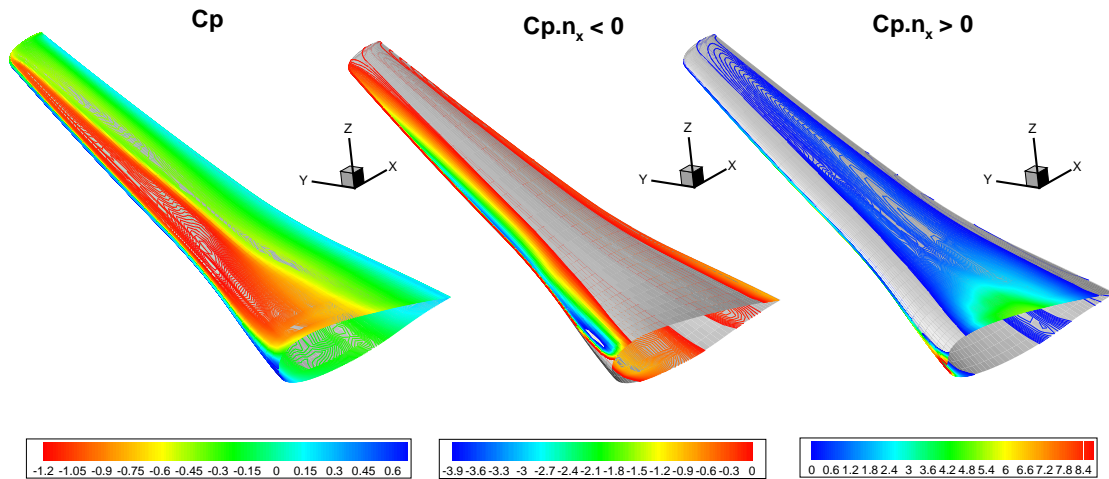 Cp
Cp.nₓ < 0
Cp.nₓ > 0
Z
Y
X
Z
Y
X
Z
Y
X
-1.2 -1.05 -0.9 -0.75 -0.6 -0.45 -0.3 -0.15 0 0.15 0.3 0.45 0.6
-3.9 -3.6 -3.3 -3 -2.7 -2.4 -2.1 -1.8 -1.5 -1.2 -0.9 -0.6 -0.3 0
0 0.6 1.2 1.8 2.4 3 3.6 4.2 4.8 5.4 6 6.6 7.2 7.8 8.4